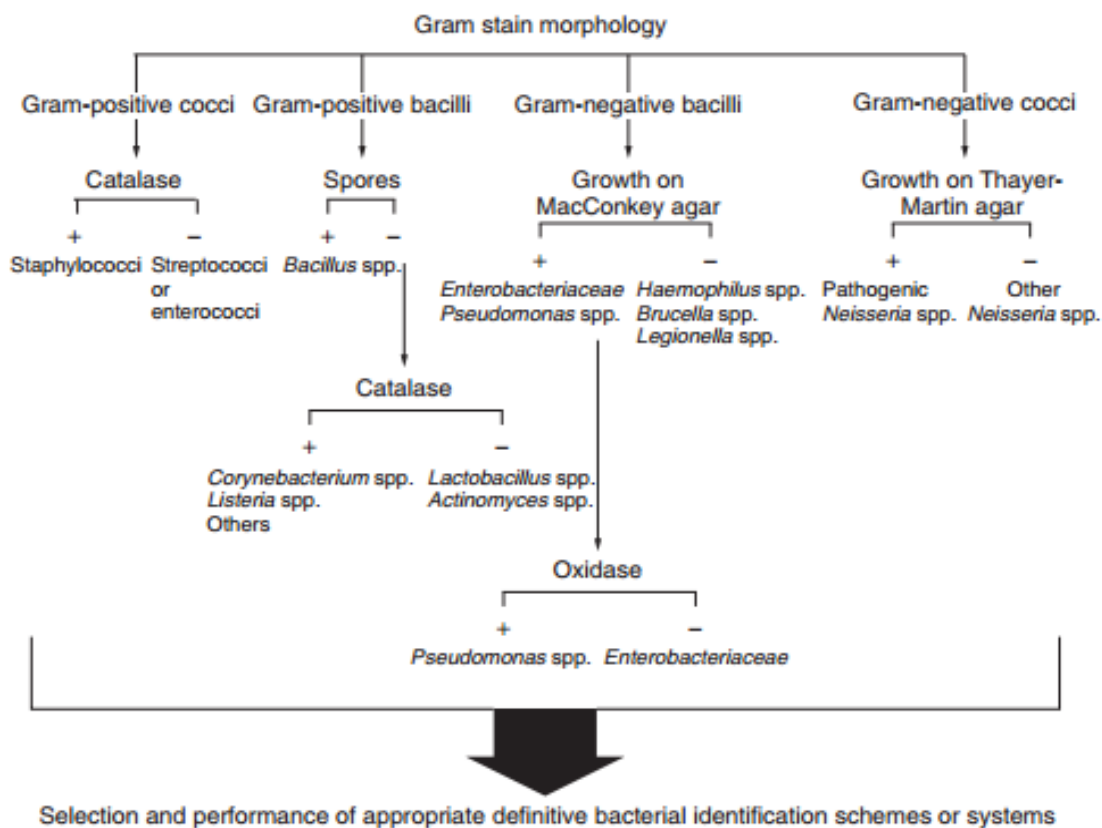 Gram stain morphology
Gram-positive cocci
Gram-positive bacilli
Gram-negative bacilli
Gram-negative cocci
Catalase
Spores
Growth on
MacConkey agar
Growth on Thayer-
Martin agar
+
–
+
–
+
–
+
–
Staphylococci
Streptococci
or
enterococci
Bacillus spp.
Enterobacteriaceae
Pseudomonas spp.
Haemophilus spp.
Brucella spp.
Legionella spp.
Pathogenic
Neisseria spp.
Other
Neisseria spp.
Catalase
+
–
Corynebacterium spp.
Listeria spp.
Others
Lactobacillus spp.
Actinomyces spp.
Oxidase
+
–
Pseudomonas spp.
Enterobacteriaceae
Selection and performance of appropriate definitive bacterial identification schemes or systems